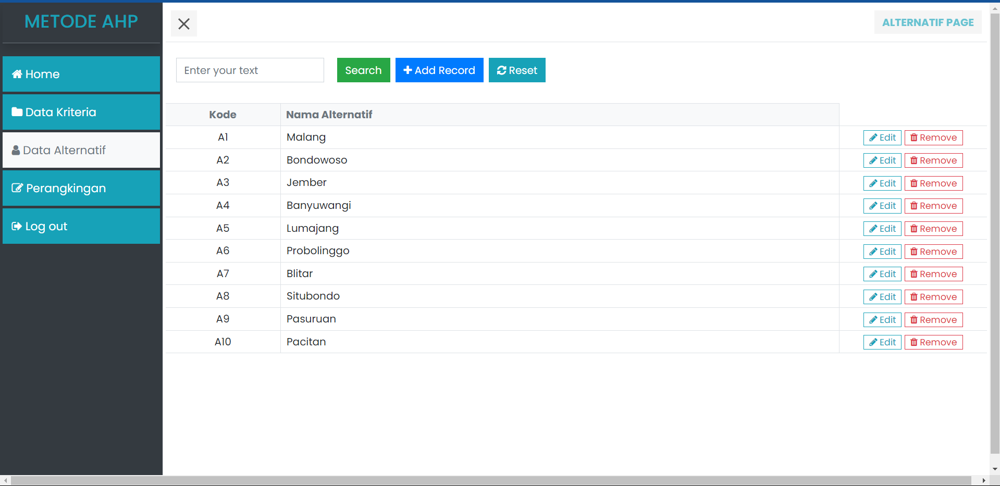 METODE AHP
ALTERNATIF PAGE
Home
Data Kriteria
Data Alternatif
Perangkingan
Log out
Enter your text Search Add Record Reset
Kode Nama Alternatif
A1 Malang Edit Remove
A2 Bondowoso Edit Remove
A3 Jember Edit Remove
A4 Banyuwangi Edit Remove
A5 Lumajang Edit Remove
A6 Probolinggo Edit Remove
A7 Blitar Edit Remove
A8 Situbondo Edit Remove
A9 Pasuruan Edit Remove
A10 Pacitan Edit Remove